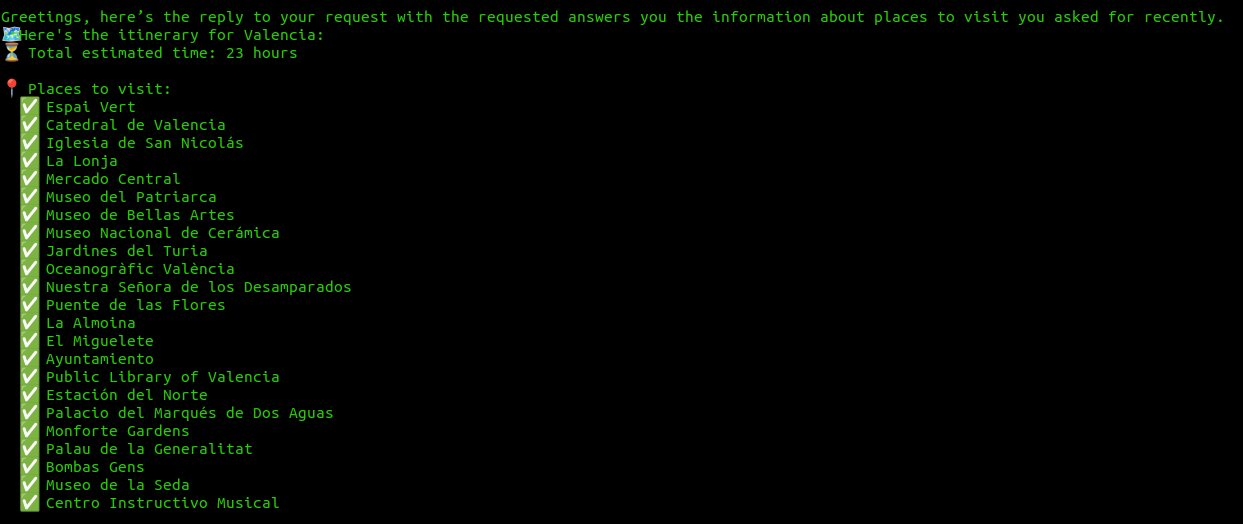 Greetings, here’s the reply to your request with the requested answers you the information about places to visit you asked for recently.
🗺️Here's the itinerary for Valencia:
⏳ Total estimated time: 23 hours
📍 Places to visit:
✅ Espai Vert
✅ Catedral de Valencia
✅ Iglesia de San Nicolás
✅ La Lonja
✅ Mercado Central
✅ Museo del Patriarca
✅ Museo de Bellas Artes
✅ Museo Nacional de Cerámica
✅ Jardines del Turia
✅ Oceanogràfic València
✅ Nuestra Señora de los Desamparados
✅ Puente de las Flores
✅ La Almoina
✅ El Miguelete
✅ Ayuntamiento
✅ Public Library of Valencia
✅ Estación del Norte
✅ Palacio del Marqués de Dos Aguas
✅ Monforte Gardens
✅ Palau de la Generalitat
✅ Bombas Gens
✅ Museo de la Seda
✅ Centro Instructivo Musical